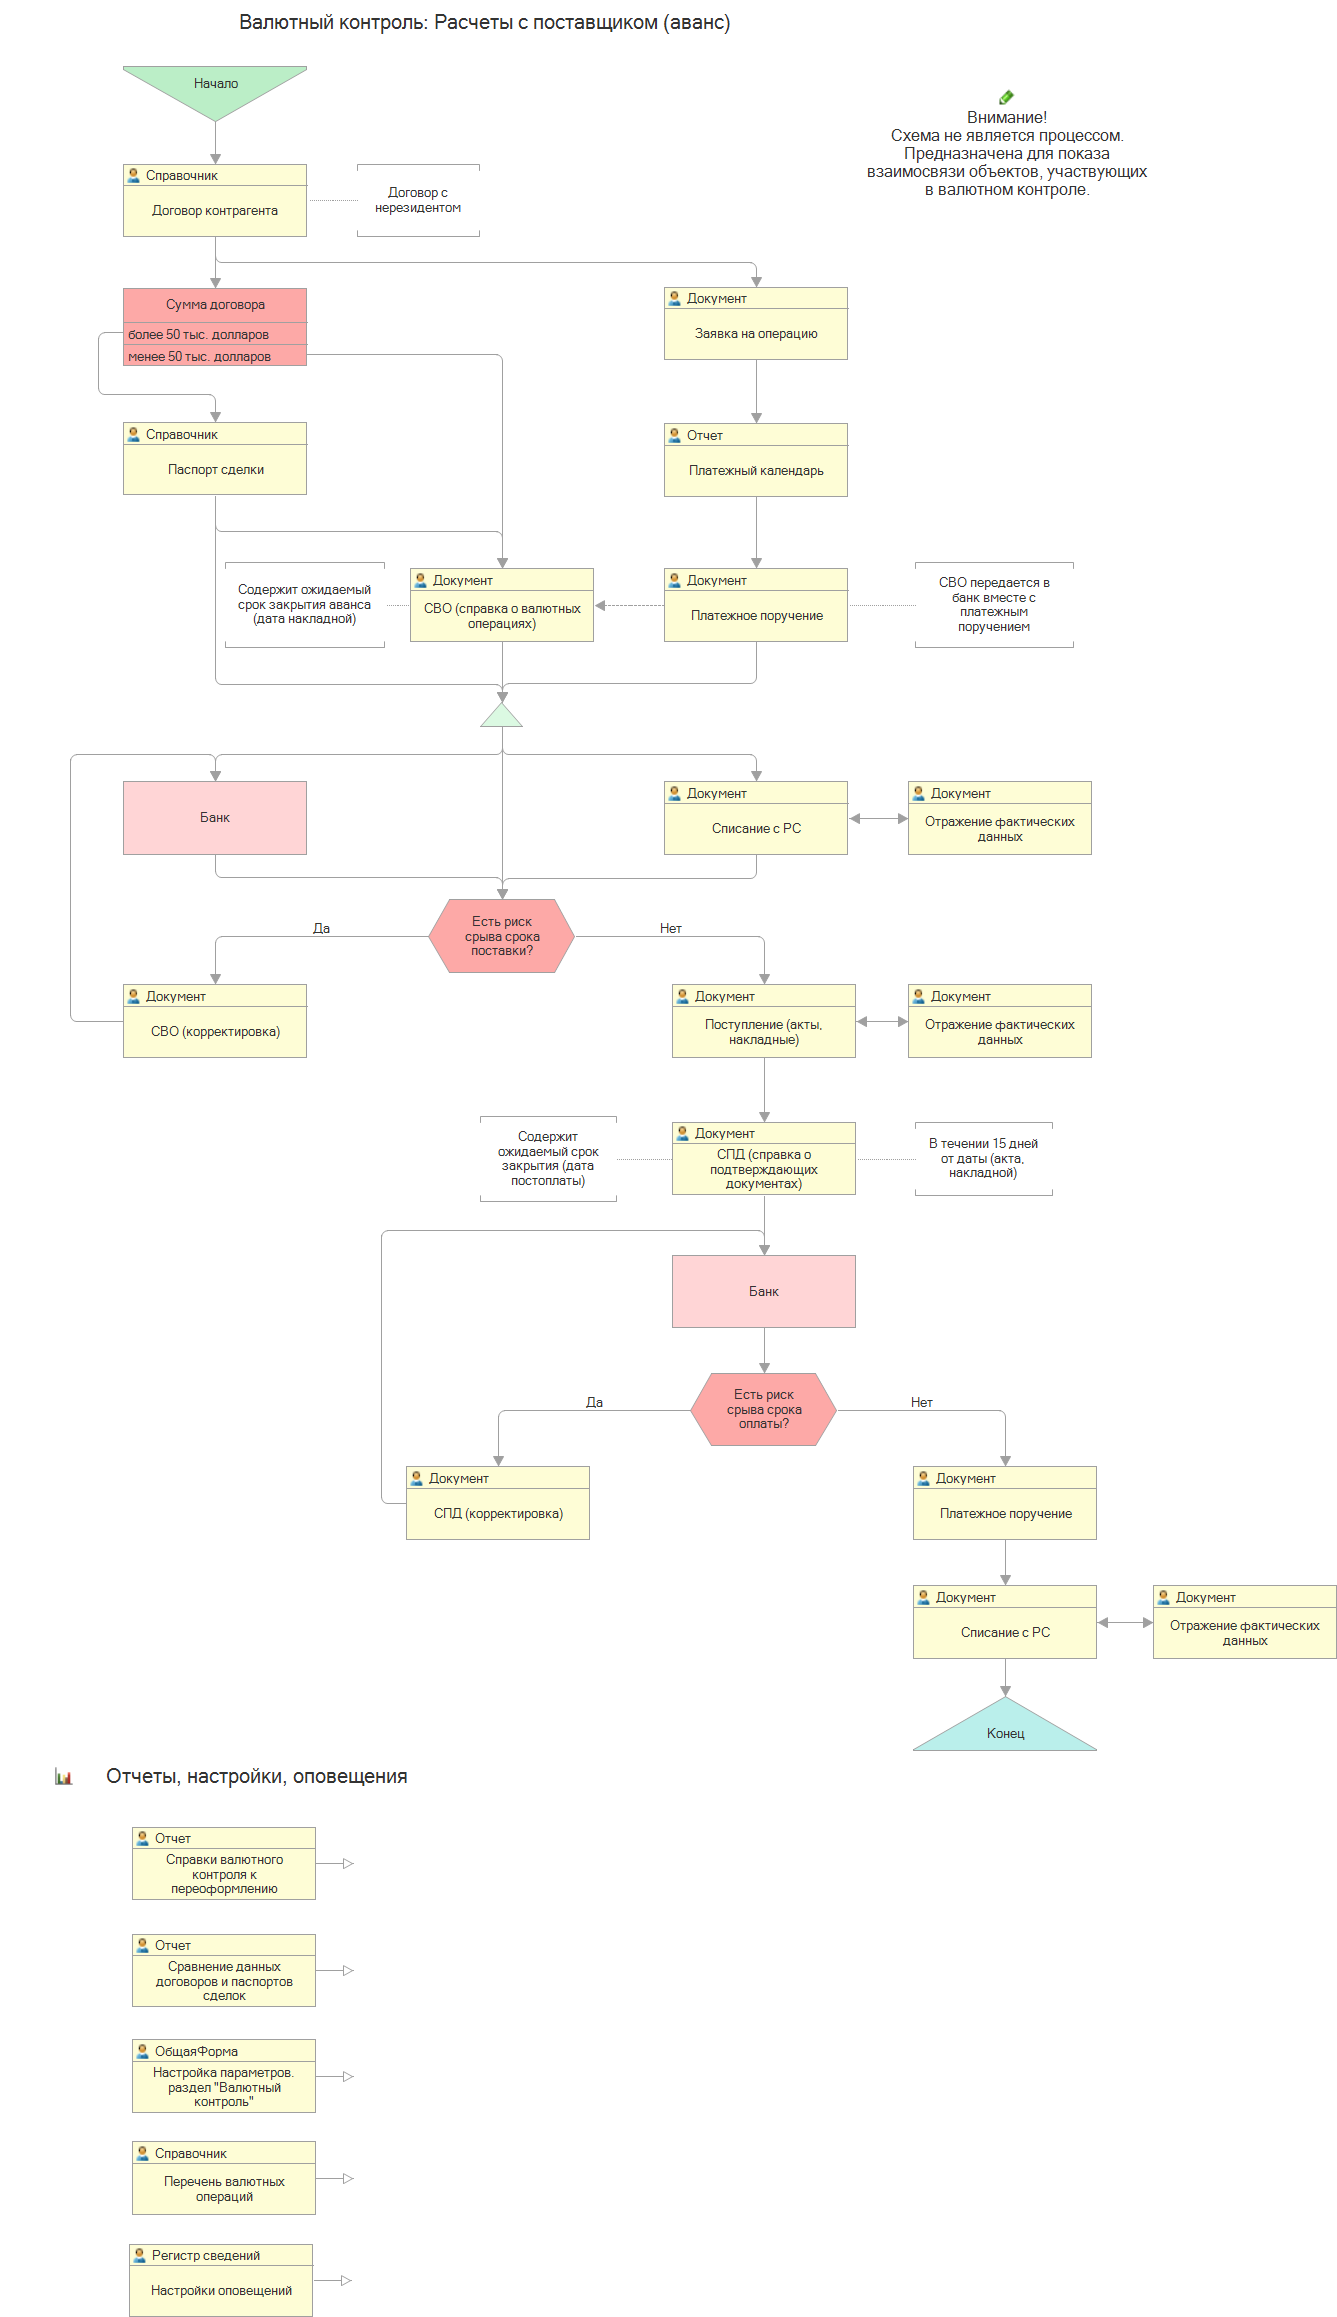 Валютный контроль: Расчеты с поставщиком (аванс)
Начало
Внимание!
Схема не является процессом.
Предназначена для показа
взаимосвязи объектов, участвующих
в валютном контроле.
Справочник
Договор контрагента
Договор с
нерезидентом
Сумма договора
более 50 тыс. долларов
менее 50 тыс. долларов
Документ
Заявка на операцию
Справочник
Паспорт сделки
Отчет
Платежный календарь
Содержит ожидаемый
срок закрытия аванса
(дата накладной)
Документ
СВО (справка о валютных
операциях)
Документ
Платежное поручение
СВО передается в
банк вместе с
платежным
поручением
Банк
Документ
Списание с РС
Документ
Отражение фактических
данных
Есть риск
срыва срока
поставки?
Да
Нет
Документ
СВО (корректировка)
Документ
Поступление (акты,
накладные)
Документ
Отражение фактических
данных
Содержит
ожидаемый срок
закрытия (дата
постоплаты)
Документ
СПД (справка о
подтверждающих
документах)
В течении 15 дней
от даты (акта,
накладной)
Банк
Есть риск
срыва срока
оплаты?
Да
Нет
Документ
СПД (корректировка)
Документ
Платежное поручение
Документ
Списание с РС
Документ
Отражение фактических
данных
Конец
Отчеты, настройки, оповещения
Отчет
Справки валютного
контроля к
переоформлению
Отчет
Сравнение данных
договоров и паспортов
сделок
ОбщаяФорма
Настройка параметров.
раздел "Валютный
контроль"
Справочник
Перечень валютных
операций
Регистр сведений
Настройки оповещений